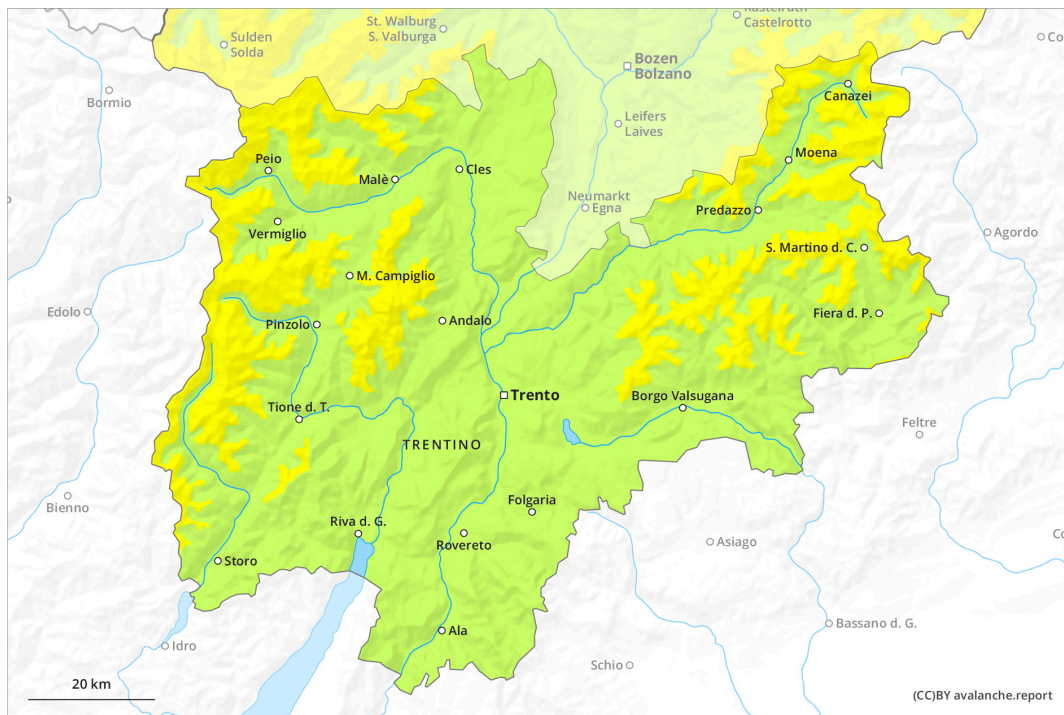 St. Walburg
S. Valburga
Kastelruth
Castelrotto
Sulden
Solda
Bozen
Bolzano
Bormio
Canazei
Leifers
Laives
Moena
Peio
Malè
Cles
Neumarkt
Egna
Predazzo
Vermiglio
Agordo
S. Martino d. C.
M. Campiglio
Edolo
Pinzolo
Andalo
Fiera d. P.
Trento
Borgo Valsugana
Tione d. T.
Feltre
TRENTINO
Bienno
Folgaria
Riva d. G.
Rovereto
Asiago
Storo
Bassano d. G.
Ala
Idro
Schio
20 km
(CC)BY avalanche.report